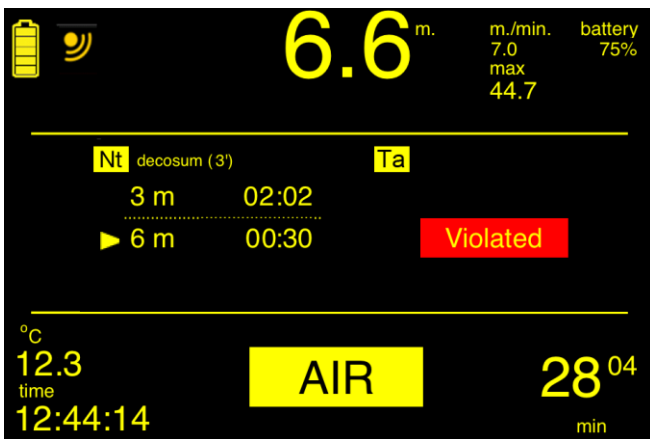 6.6 m.
m./min. battery
7.0 75%
max
44.7
Nt decosum (3') Ta
3 m 02:02
6 m 00:30 Violated
°C
12.3
time
12:44:14
AIR
28 04
min